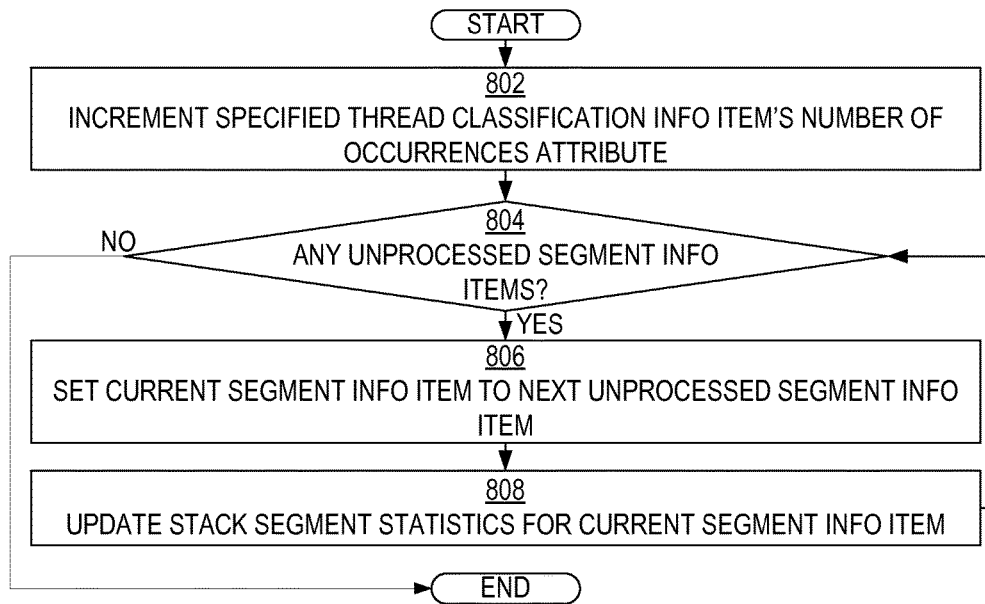 START
802
INCREMENT SPECIFIED THREAD CLASSIFICATION INFO ITEM'S NUMBER OF
OCCURRENCES ATTRIBUTE
804
NO
ANY UNPROCESSED SEGMENT INFO
ITEMS?
YES
806
SET CURRENT SEGMENT INFO ITEM TO NEXT UNPROCESSED SEGMENT INFO
ITEM
808
UPDATE STACK SEGMENT STATISTICS FOR CURRENT SEGMENT INFO ITEM
END